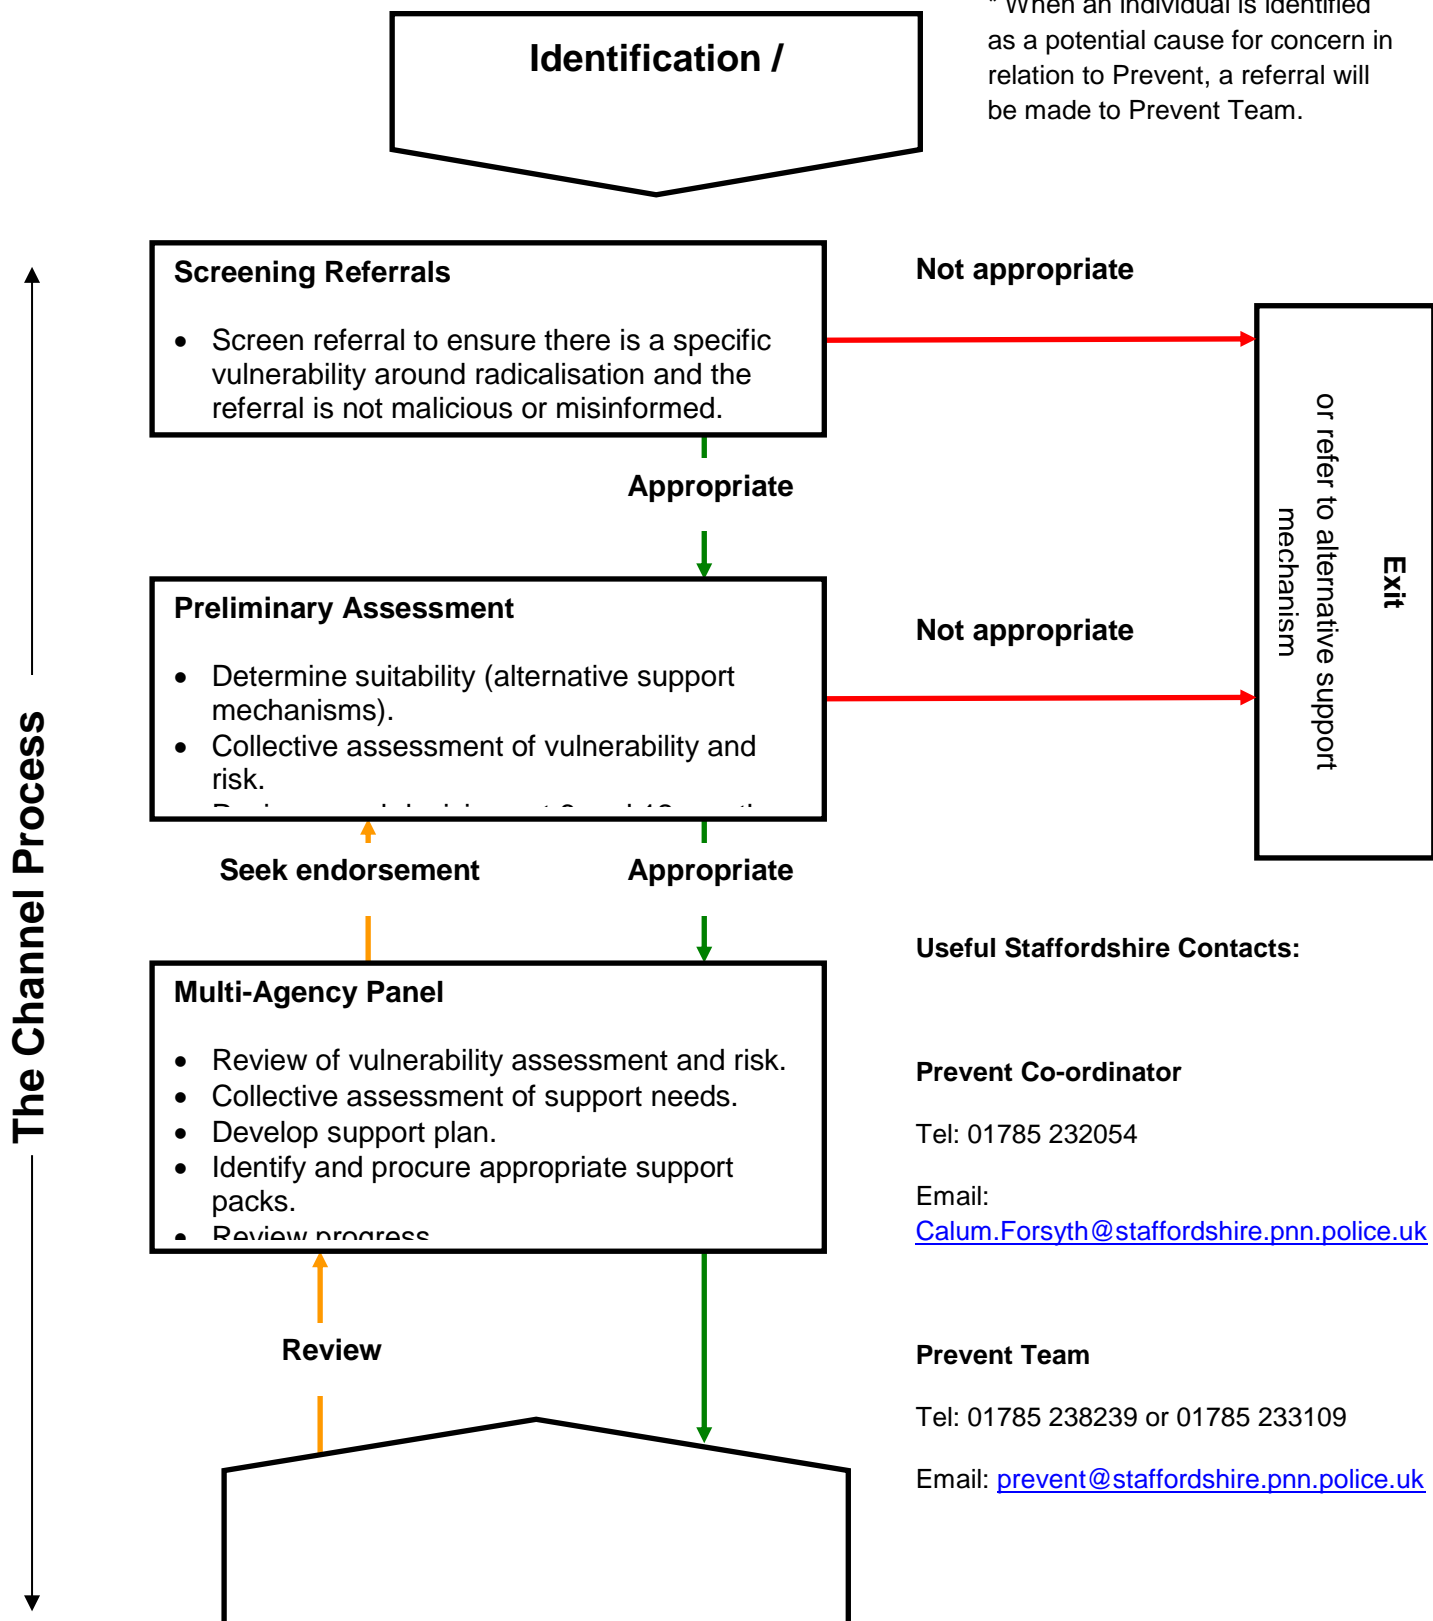 * When an individual is identified
as a potential cause for concern in
relation to Prevent, a referral will
be made to Prevent Team.
Identification /
The Channel Process
Screening Referrals
• Screen referral to ensure there is a specific
vulnerability around radicalisation and the
referral is not malicious or misinformed.
Not appropriate
Appropriate
Exit
or refer to alternative support
mechanism
Preliminary Assessment
• Determine suitability (alternative support
mechanisms).
• Collective assessment of vulnerability and
risk.
Not appropriate
Seek endorsement
Appropriate
Multi-Agency Panel
• Review of vulnerability assessment and risk.
• Collective assessment of support needs.
• Develop support plan.
• Identify and procure appropriate support
packs.
• Review progress
Review
Useful Staffordshire Contacts:
Prevent Co-ordinator
Tel: 01785 232054
Email:
Calum.Forsyth@staffordshire.pnn.police.uk
Prevent Team
Tel: 01785 238239 or 01785 233109
Email: prevent@staffordshire.pnn.police.uk